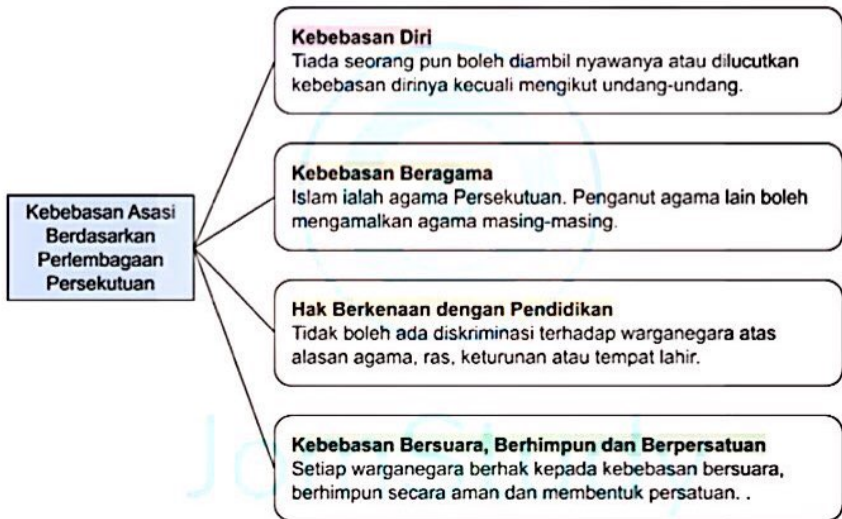 Kebebasan Diri
Tiada seorang pun boleh diambil nyawanya atau dilucutkan
kebebasan dirinya kecuali mengikut undang-undang.
Kebebasan Beragama
Islam ialah agama Persekutuan. Penganut agama lain boleh
mengamalkan agama masing-masing.
Kebebasan Asasi
Berdasarkan
Perlembagaan
Persekutuan
Hak Berkenaan dengan Pendidikan
Tidak boleh ada diskriminasi terhadap warganegara atas
alasan agama, ras, keturunan atau tempat lahir.
Kebebasan Bersuara, Berhimpun dan Berpersatuan
Setiap warganegara berhak kepada kebebasan bersuara,
berhimpun secara aman dan membentuk persatuan. .